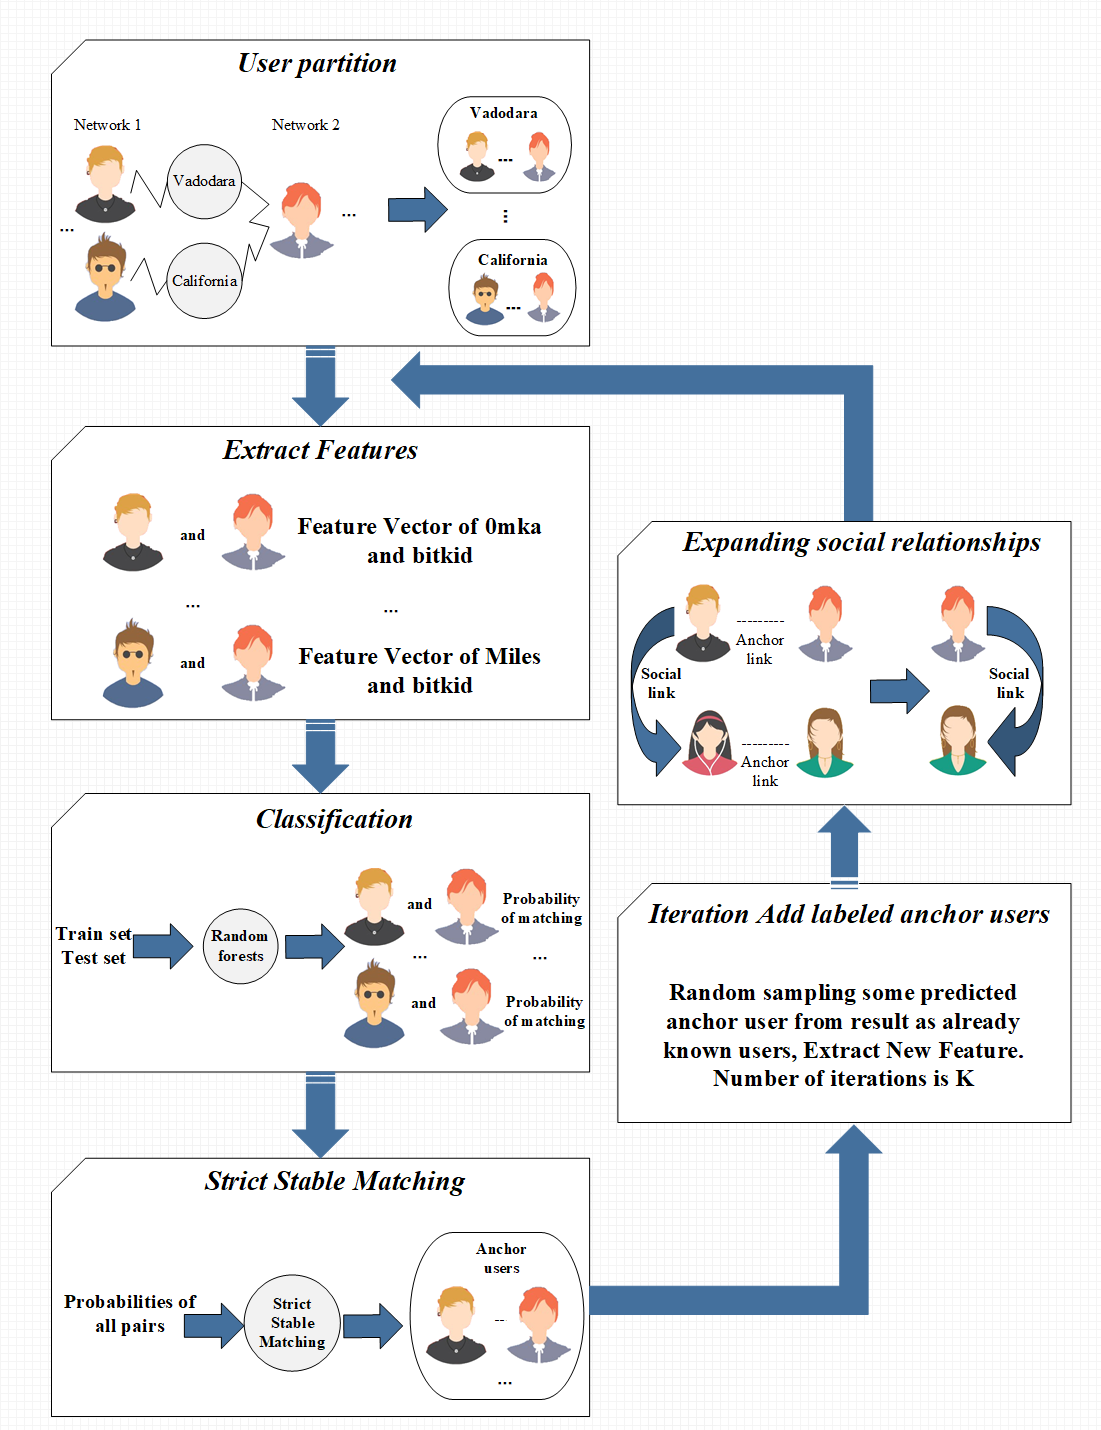 User partition
Network 1
Network 2
Vadodara
California
...
...
Vadodara
...
...
California
...
Extract Features
and
Feature Vector of 0mka
and bitkid
...
...
and
Feature Vector of Miles
and bitkid
Classification
Train set
Test set
Random
forests
and
Probability
of matching
...
...
and
Probability
of matching
Strict Stable Matching
Probabilities of
all pairs
Strict
Stable
Matching
Anchor
users
...
Expanding social relationships
---------
Anchor
link
Social
link
---------
Anchor
link
Social
link
Iteration Add labeled anchor users
Random sampling some predicted
anchor user from result as already
known users, Extract New Feature.
Number of iterations is K